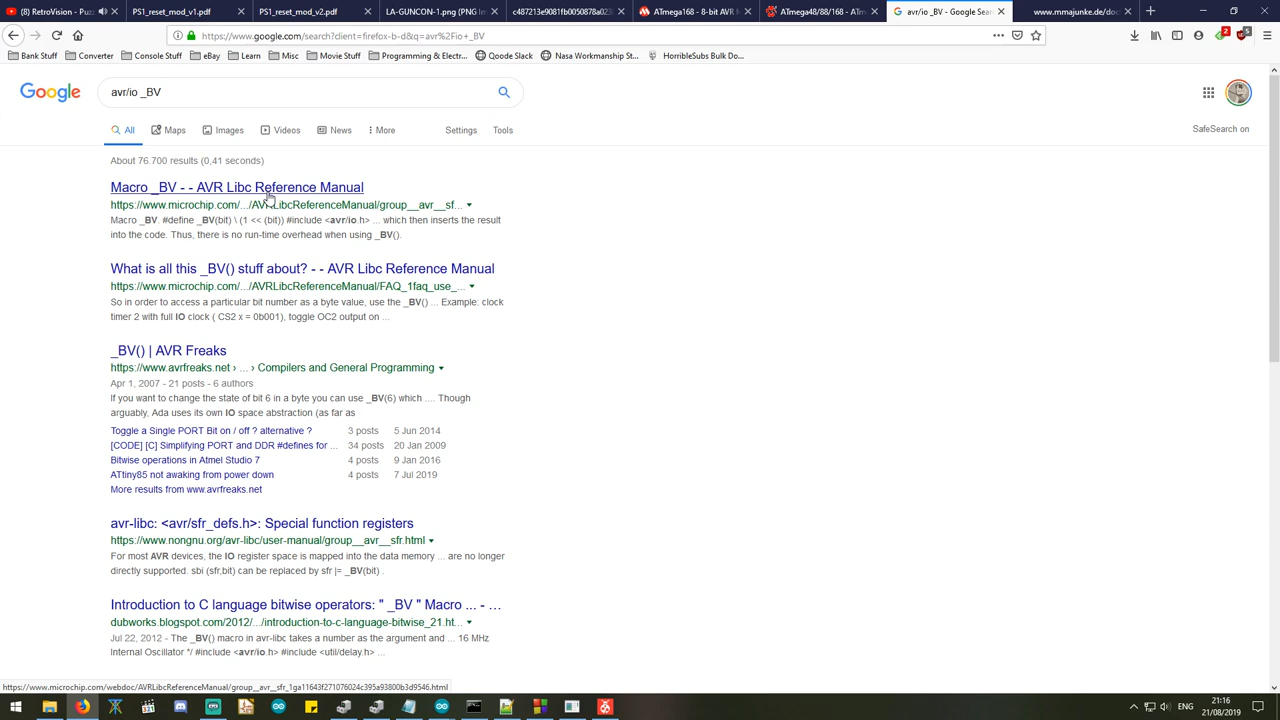 RetroVision - Puzz
PS1_reset_mod_v1.pdf
PS1_reset_mod_v2.pdf
LA-GUNCON-1.png (PNG Im
c487213e9081fb0050878a023
ATmega168 - 8-bit AVR M
ATmega48/88/168 - ATm
avr/io _BV - Google Sear
www.mmajunke.de/doc
https://www.google.com/search?client=firefox-b-d&q=avr%2Fio+_BV
2
5
Bank Stuff
Converter
Console Stuff
eBay
Learn
Misc
Movie Stuff
Programming & Electr...
Qoode Slack
Nasa Workmanship St...
HorribleSubs Bulk Do...
Google
avr/io _BV
All
Maps
Images
Videos
News
More
Settings
Tools
SafeSearch on
About 76.700 results (0,41 seconds)
Macro _BV - - AVR Libc Reference Manual
https://www.microchip.com/.../AVRLibcReferenceManual/group__avr__sf...
Macro _BV. #define _BV(bit) \ (1 << (bit)) #include <avr/io.h> ... which then inserts the result
into the code. Thus, there is no run-time overhead when using _BV().
What is all this _BV() stuff about? - - AVR Libc Reference Manual
https://www.microchip.com/.../AVRLibcReferenceManual/FAQ_1faq_use_...
So in order to access a particular bit number as a byte value, use the _BV() ... Example: clock
timer 2 with full IO clock ( CS2 x = 0b001), toggle OC2 output on ...
_BV() | AVR Freaks
https://www.avrfreaks.net › ... › Compilers and General Programming
Apr 1, 2007 - 21 posts - 6 authors
If you want to change the state of bit 6 in a byte you can use _BV(6) which .... Though
arguably, Ada uses its own IO space abstraction (as far as
Toggle a Single PORT Bit on / off ? alternative ? 3 posts 5 Jun 2014
[CODE] [C] Simplifying PORT and DDR #defines for ... 34 posts 20 Jan 2009
Bitwise operations in Atmel Studio 7 4 posts 9 Jan 2016
ATtiny85 not awaking from power down 4 posts 7 Jul 2019
More results from www.avrfreaks.net
avr-libc: <avr/sfr_defs.h>: Special function registers
https://www.nongnu.org/avr-libc/user-manual/group__avr__sfr.html
For most AVR devices, the IO register space is mapped into the data memory ... are no longer
directly supported. sbi (sfr,bit) can be replaced by sfr |= _BV(bit) .
Introduction to C language bitwise operators: " _BV " Macro ... - ...
dubworks.blogspot.com/2012/.../introduction-to-c-language-bitwise_21.ht...
Jul 22, 2012 - The _BV() macro in avr-libc takes a number as the argument and ... 16 MHz
Internal Oscillator */ #include <avr/io.h> #include <util/delay.h> ...
https://www.microchip.com/webdoc/AVRLibcReferenceManual/group__avr__sfr_1ga11643f271076024c395a93800b3d9546.html
21:16
21/08/2019